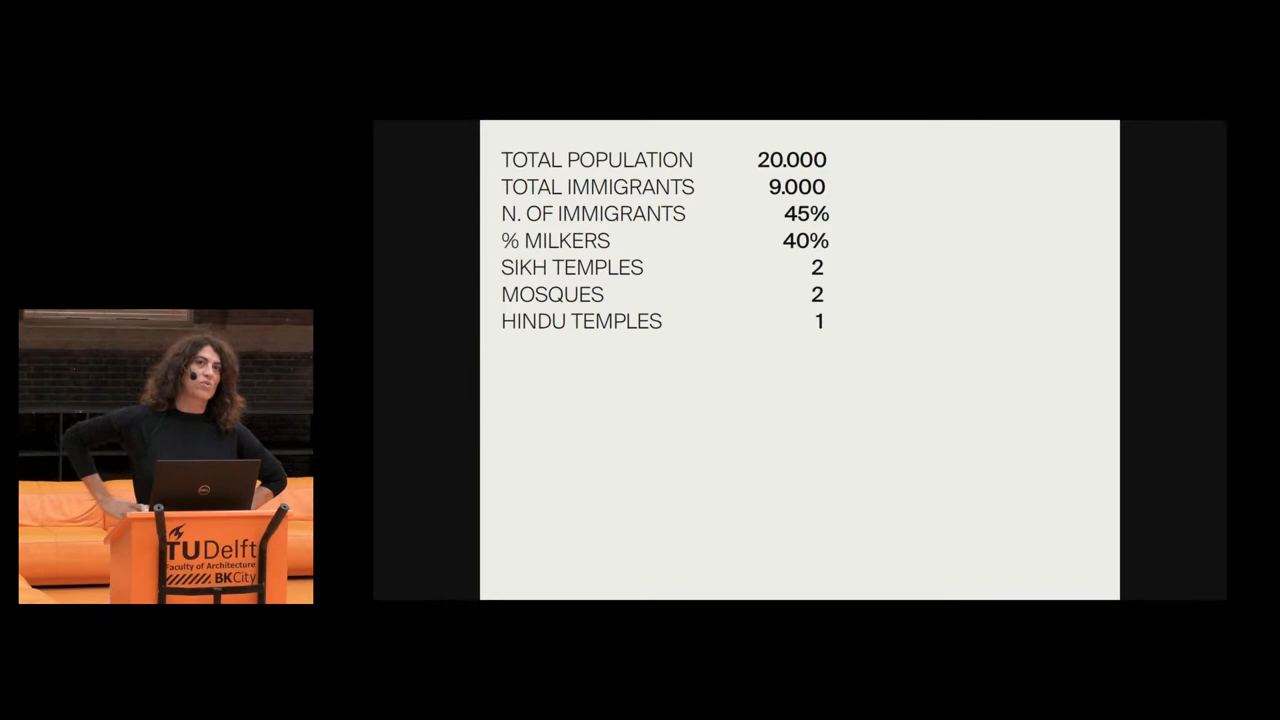 TOTAL POPULATION 20.000
TOTAL IMMIGRANTS 9.000
N. OF IMMIGRANTS 45%
% MILKERS 40%
SIKH TEMPLES 2
MOSQUES 2
HINDU TEMPLES 1
DELL
TU Delft
Faculty of Architecture
BK City